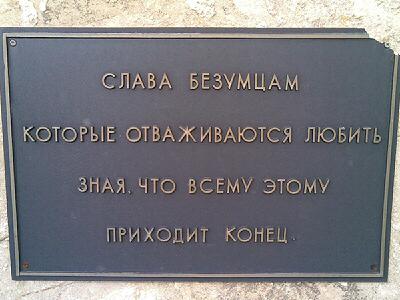 СЛАВА БЕЗУМЦАМ
КОТОРЫЕ ОТВАЖИВАЮТСЯ ЛЮБИТЬ
ЗНАЯ, ЧТО ВСЕМУ ЭТОМУ
ПРИХОДИТ КОНЕЦ.